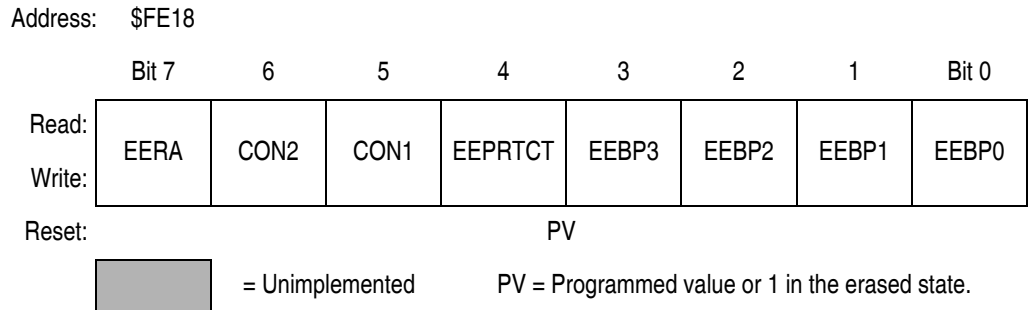 Address: $FE18
Bit 7 6 5 4 3 2 1 Bit 0
Read:
EERA CON2 CON1 EEPRTCT EEBP3 EEBP2 EEBP1 EEBP0
Write:
Reset: PV
= Unimplemented PV = Programmed value or 1 in the erased state.